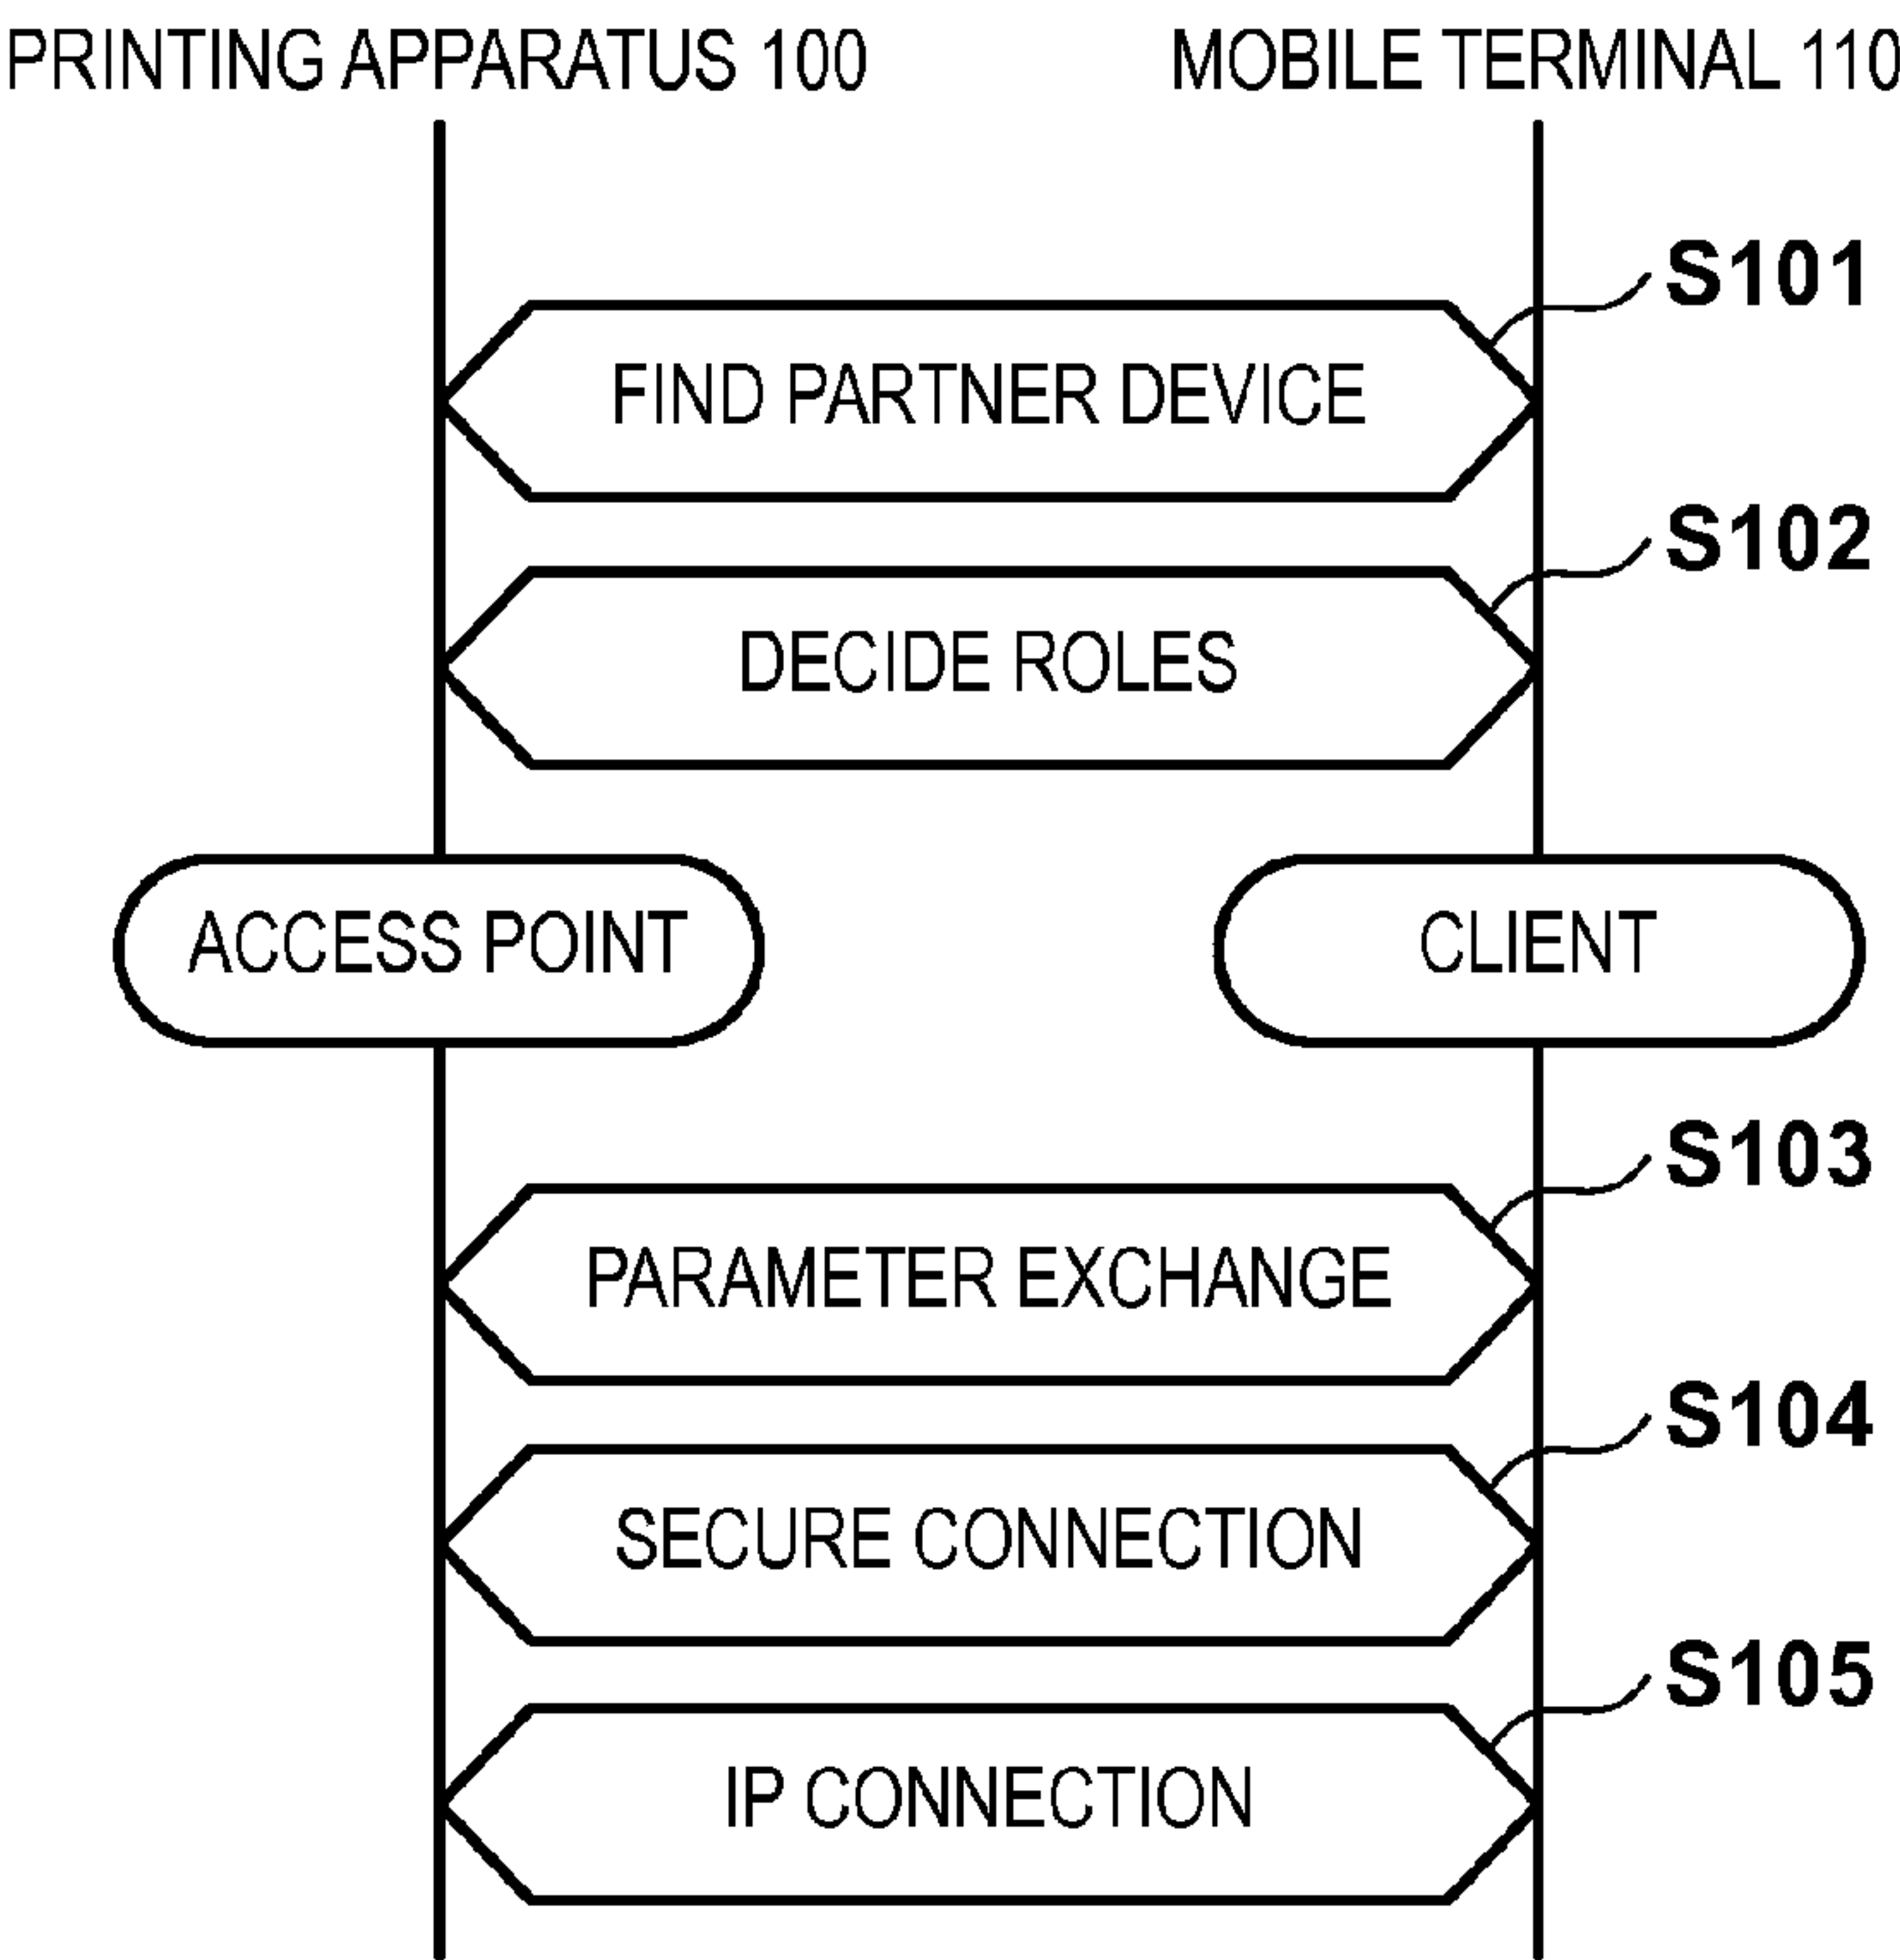 PRINTING APPARATUS 100
MOBILE TERMINAL 110
S101
FIND PARTNER DEVICE
S102
DECIDE ROLES
ACCESS POINT
CLIENT
S103
PARAMETER EXCHANGE
S104
SECURE CONNECTION
S105
IP CONNECTION